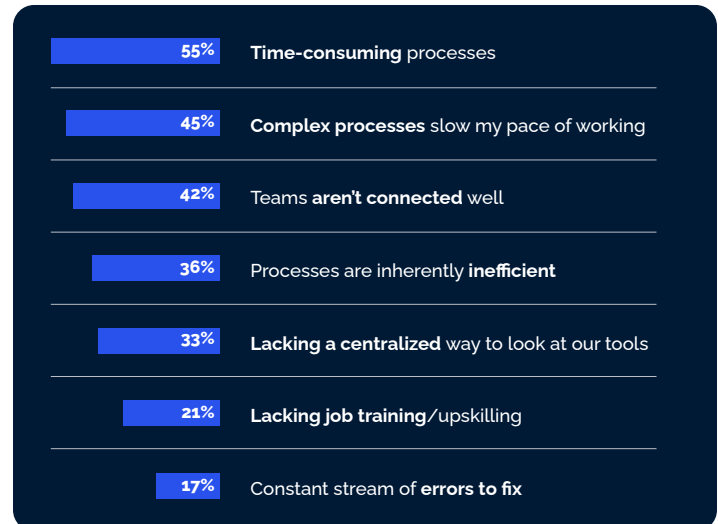 55% Time-consuming processes
45% Complex processes slow my pace of working
42% Teams aren’t connected well
36% Processes are inherently inefficient
33% Lacking a centralized way to look at our tools
21% Lacking job training/upskilling
17% Constant stream of errors to fix